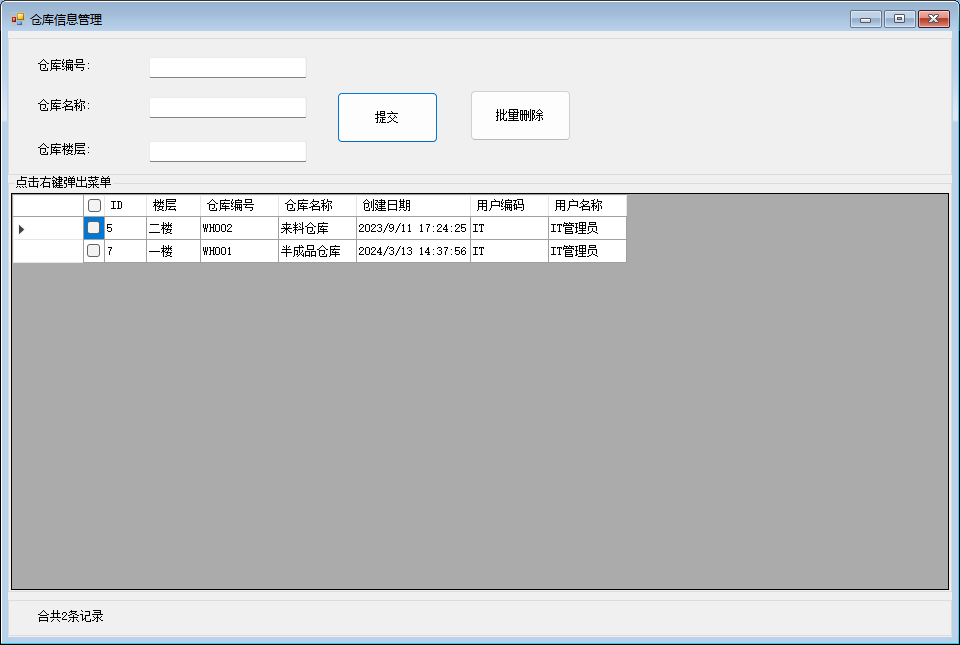 仓库信息管理
仓库编号:
仓库名称:
提交 批量删除
仓库楼层:
点击右键弹出菜单
ID 楼层 仓库编号 仓库名称 创建日期 用户编码 用户名称
5 二楼 WH002 来料仓库 2023/9/11 17:24:25 IT IT管理员
7 一楼 WH001 半成品仓库 2024/3/13 14:37:56 IT IT管理员
合共2条记录